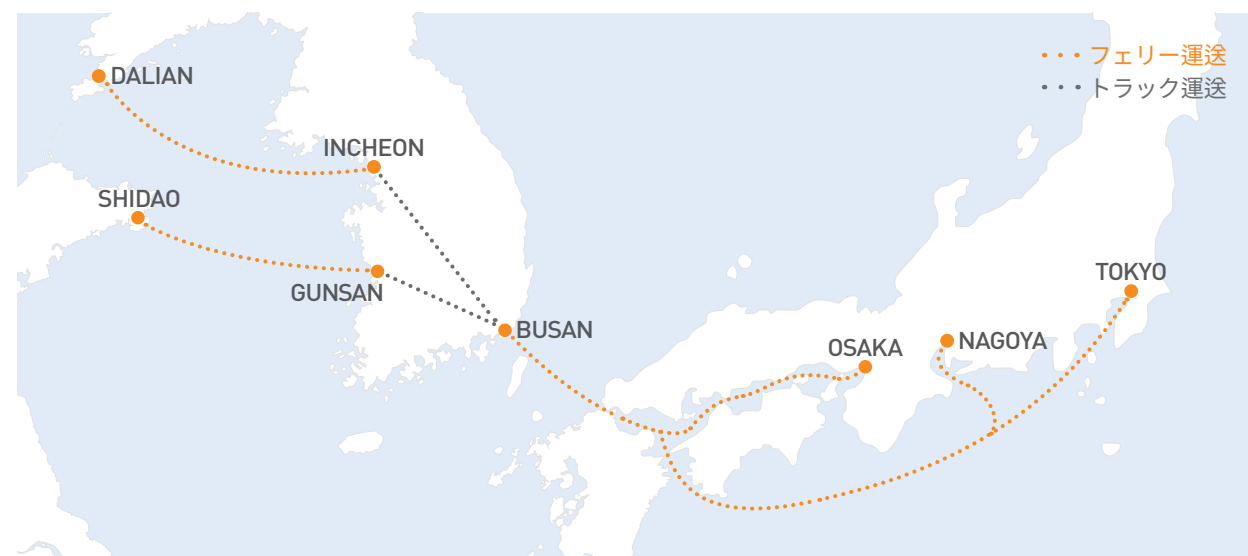 フェリー運送
トラック運送
DALIAN
INCHEON
SHIDAO
GUNSAN
BUSAN
OSAKA
NAGOYA
TOKYO